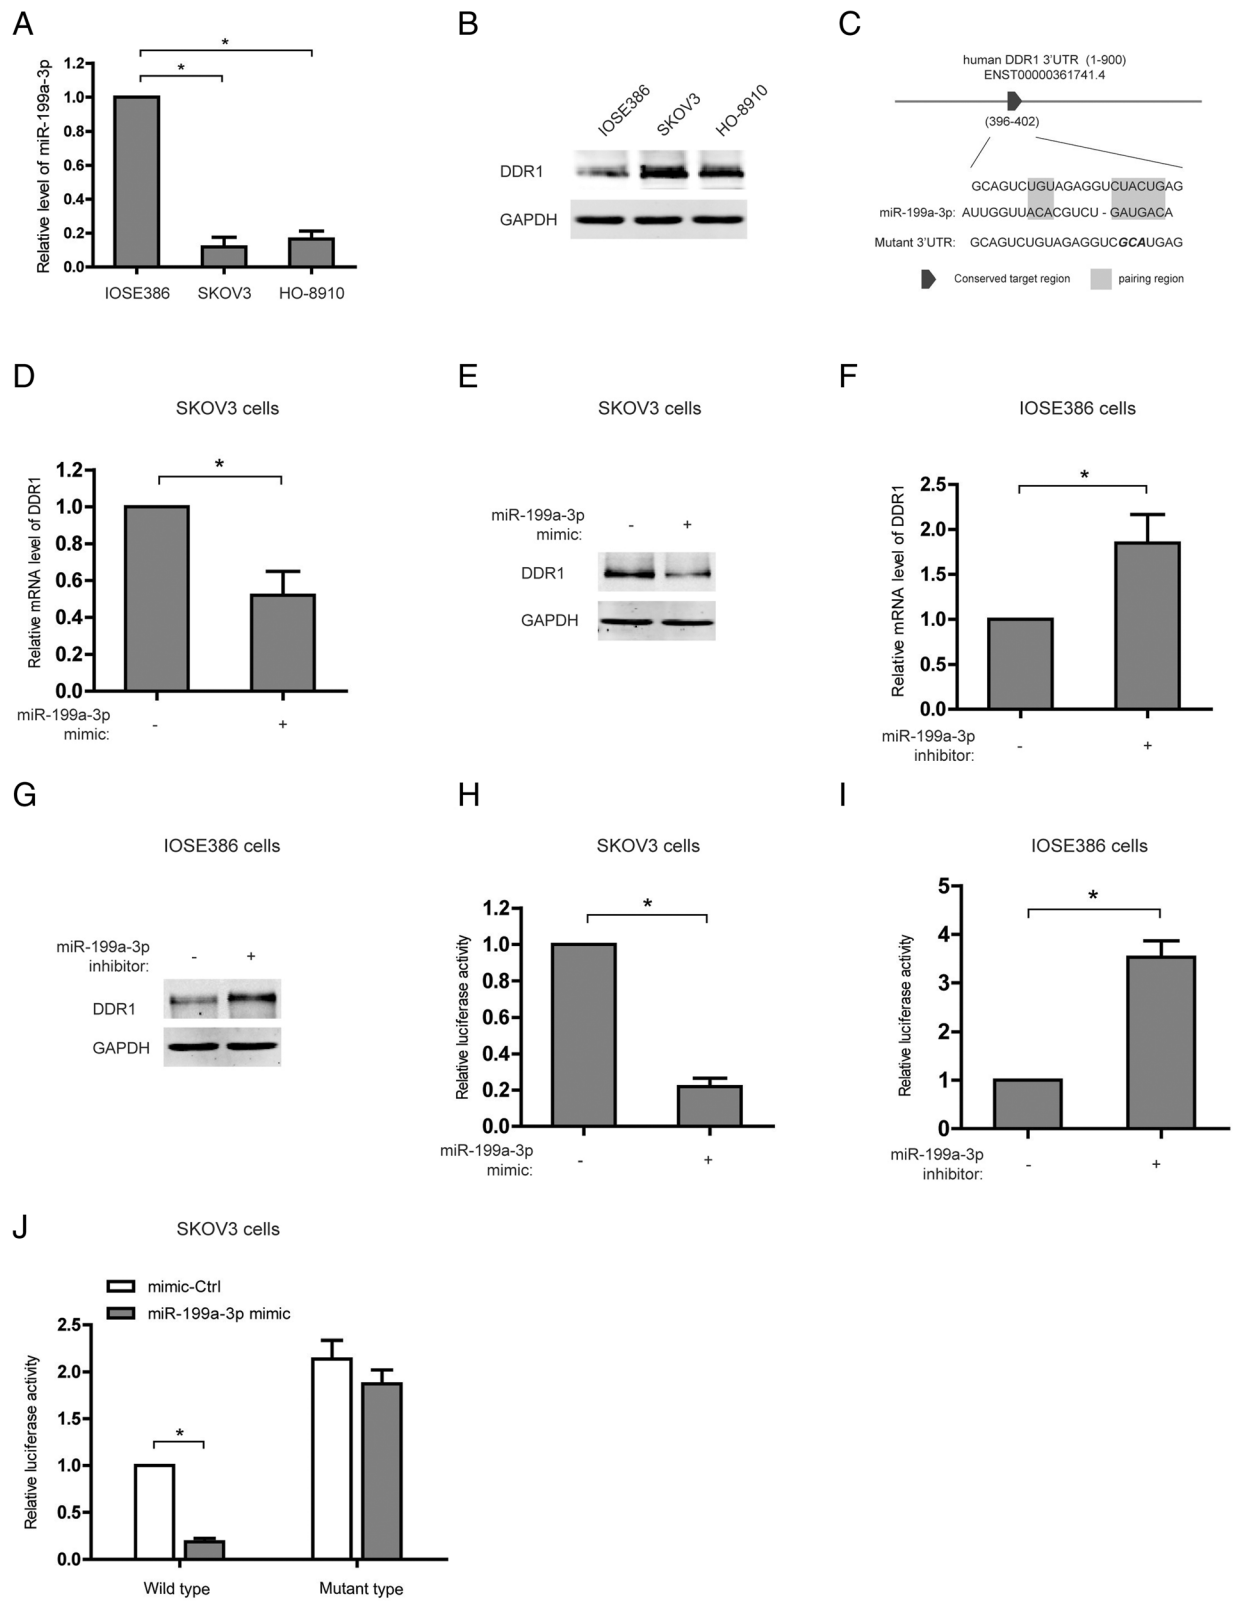 A
Relative level of miR-199a-3p
1.2
1.0
0.8
0.6
0.4
0.2
0.0
*
*
IOSE386 SKOV3 HO-8910
B
IOSE386 SKOV3 HO-8910
DDR1
GAPDH
C
human DDR1 3'UTR (1-900)
ENST00000361741.4
(396-402)
GCAGUCUGUAGAGGUCUACUGAG
miR-199a-3p: AUUGGUUACACGUCU - GAUGACA
Mutant 3'UTR: GCAGUCUGUAGAGGUCGCAUGAG
Conserved target region pairing region
D
SKOV3 cells
Relative mRNA level of DDR1
1.2
1.0
0.8
0.6
0.4
0.2
0.0
*
miR-199a-3p
mimic: - +
E
SKOV3 cells
miR-199a-3p
mimic: - +
DDR1
GAPDH
F
IOSE386 cells
Relative mRNA level of DDR1
2.5
2.0
1.5
1.0
0.5
0.0
*
miR-199a-3p
inhibitor: - +
G
IOSE386 cells
miR-199a-3p
inhibitor: - +
DDR1
GAPDH
H
SKOV3 cells
Relative luciferase activity
1.2
1.0
0.8
0.6
0.4
0.2
0.0
*
miR-199a-3p
mimic: - +
I
IOSE386 cells
Relative luciferase activity
5
4
3
2
1
0
*
miR-199a-3p
inhibitor: - +
J
SKOV3 cells
mimic-Ctrl
miR-199a-3p mimic
Relative luciferase activity
2.5
2.0
1.5
1.0
0.5
0.0
*
Wild type Mutant type